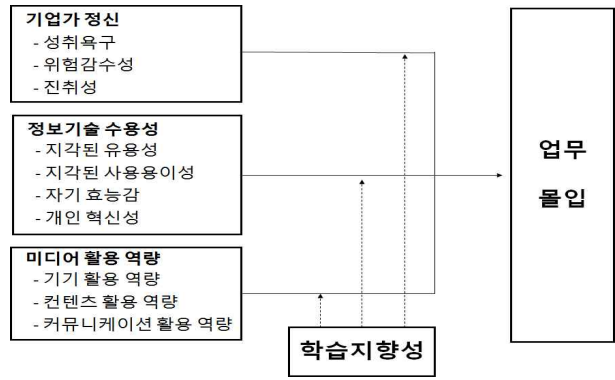 기업가 정신
- 성취욕구
- 위험감수성
- 진취성
정보기술 수용성
- 지각된 유용성
- 지각된 사용용이성
- 자기 효능감
- 개인 혁신성
미디어 활용 역량
- 기기 활용 역량
- 컨텐츠 활용 역량
- 커뮤니케이션 활용 역량
학습지향성
업무
몰입